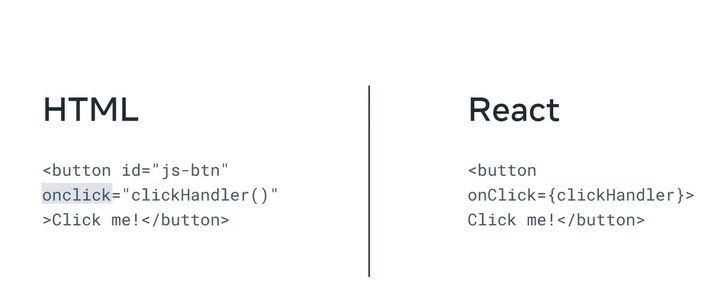 HTML
<button id="js-btn"
onclick="clickHandler()"
>Click me!</button>
React
<button
onClick={clickHandler}>
Click me!</button>